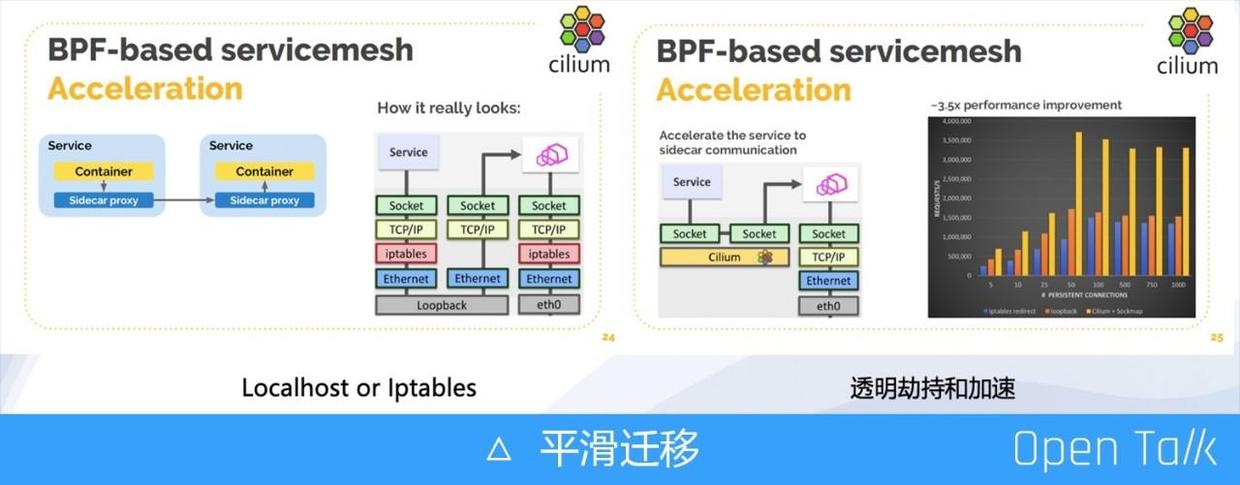 BPF-based servicemesh
Acceleration
cilium
Service
Container
Sidecar proxy
Service
Container
Sidecar proxy
How it really looks:
Service
Socket
Socket
Socket
TCP/IP
TCP/IP
TCP/IP
iptables
iptables
Ethernet
Ethernet
Ethernet
Loopback
eth0
24
Localhost or Iptables
BPF-based servicemesh
Acceleration
cilium
Accelerate the service to
sidecar communication
Service
Socket
Socket
Socket
Cilium
TCP/IP
Ethernet
eth0
~3.5x performance improvement
4,000,000
3,500,000
3,000,000
2,500,000
2,000,000
1,500,000
1,000,000
500,000
0
REQUESTS/S
5
10
25
50
100
500
750
1000
# PERSISTENT CONNECTIONS
iptables redirect
loopback
Cilium + Sockmap
25
透明劫持和加速
△ 平滑迁移
Open Talk